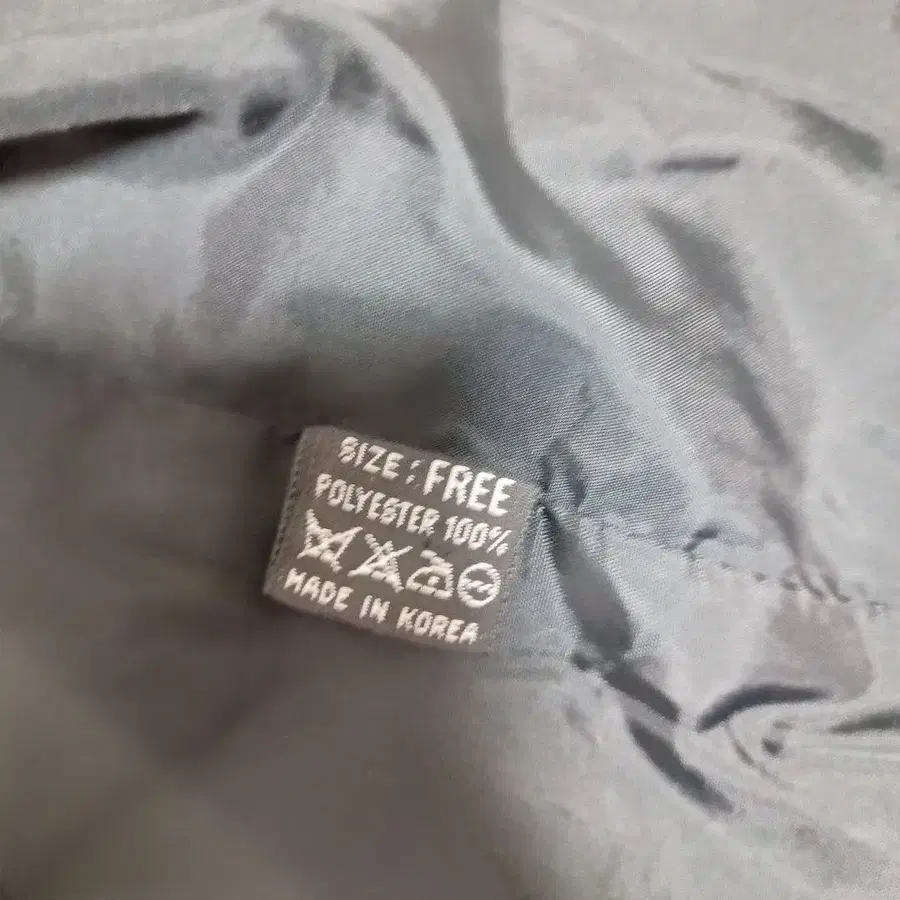 SIZE : FREE
POLYESTER 100%
MADE IN KOREA